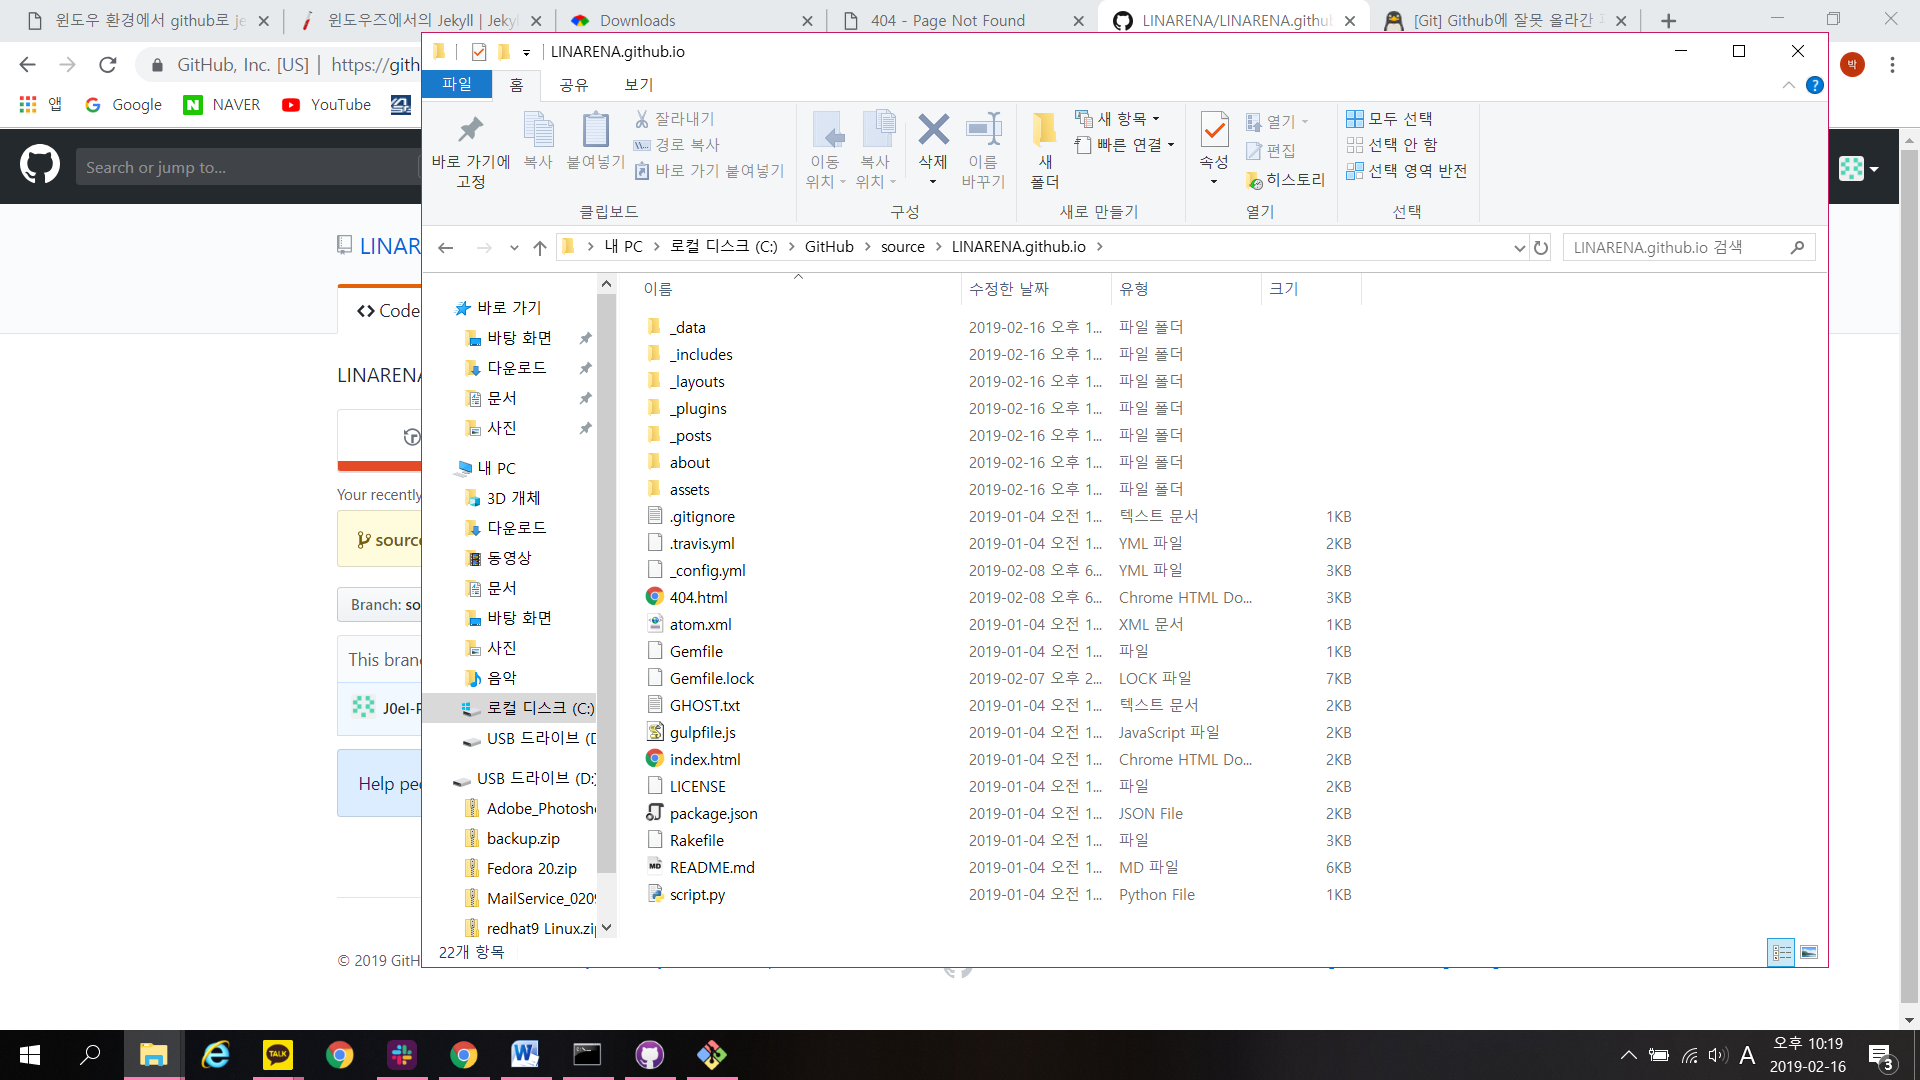 윈도우 환경에서 github로 je
윈도우즈에서의 Jekyll | Jeky
Downloads
404 - Page Not Found
LINARENA/LINARENA.githu
[Git] Github에 잘못 올라간
GitHub, Inc. [US] | https://gith
박
앱
Google
NAVER
YouTube
Search or jump to...
LINAR
Code
LINARENA
Your recently
source
Branch: so
This bran
J0el-P
Help peo
© 2019 GitH
LINARENA.github.io
파일
홈
공유
보기
바로 가기에 고정
복사
붙여넣기
잘라내기
경로 복사
바로 가기 붙여넣기
클립보드
이동 위치
복사 위치
삭제
이름 바꾸기
구성
새 폴더
새 항목
빠른 연결
새로 만들기
속성
열기
편집
히스토리
열기
모두 선택
선택 안 함
선택 영역 반전
선택
내 PC
로컬 디스크 (C:)
GitHub
source
LINARENA.github.io
LINARENA.github.io 검색
바로 가기
바탕 화면
다운로드
문서
사진
내 PC
3D 개체
다운로드
동영상
문서
바탕 화면
사진
음악
로컬 디스크 (C:)
USB 드라이브 (D
USB 드라이브 (D:)
Adobe_Photosh
backup.zip
Fedora 20.zip
MailService_0209
redhat9 Linux.zip
이름 수정한 날짜 유형 크기
_data 2019-02-16 오후 1... 파일 폴더
_includes 2019-02-16 오후 1... 파일 폴더
_layouts 2019-02-16 오후 1... 파일 폴더
_plugins 2019-02-16 오후 1... 파일 폴더
_posts 2019-02-16 오후 1... 파일 폴더
about 2019-02-16 오후 1... 파일 폴더
assets 2019-02-16 오후 1... 파일 폴더
.gitignore 2019-01-04 오전 1... 텍스트 문서 1KB
.travis.yml 2019-01-04 오전 1... YML 파일 2KB
_config.yml 2019-02-08 오후 6... YML 파일 3KB
404.html 2019-02-08 오후 6... Chrome HTML Do... 3KB
atom.xml 2019-01-04 오전 1... XML 문서 1KB
Gemfile 2019-01-04 오전 1... 파일 1KB
Gemfile.lock 2019-02-07 오후 2... LOCK 파일 7KB
GHOST.txt 2019-01-04 오전 1... 텍스트 문서 2KB
gulpfile.js 2019-01-04 오전 1... JavaScript 파일 2KB
index.html 2019-01-04 오전 1... Chrome HTML Do... 2KB
LICENSE 2019-01-04 오전 1... 파일 2KB
package.json 2019-01-04 오전 1... JSON File 2KB
Rakefile 2019-01-04 오전 1... 파일 3KB
README.md 2019-01-04 오전 1... MD 파일 6KB
script.py 2019-01-04 오전 1... Python File 1KB
22개 항목
TALK
A
오후 10:19
2019-02-16
3